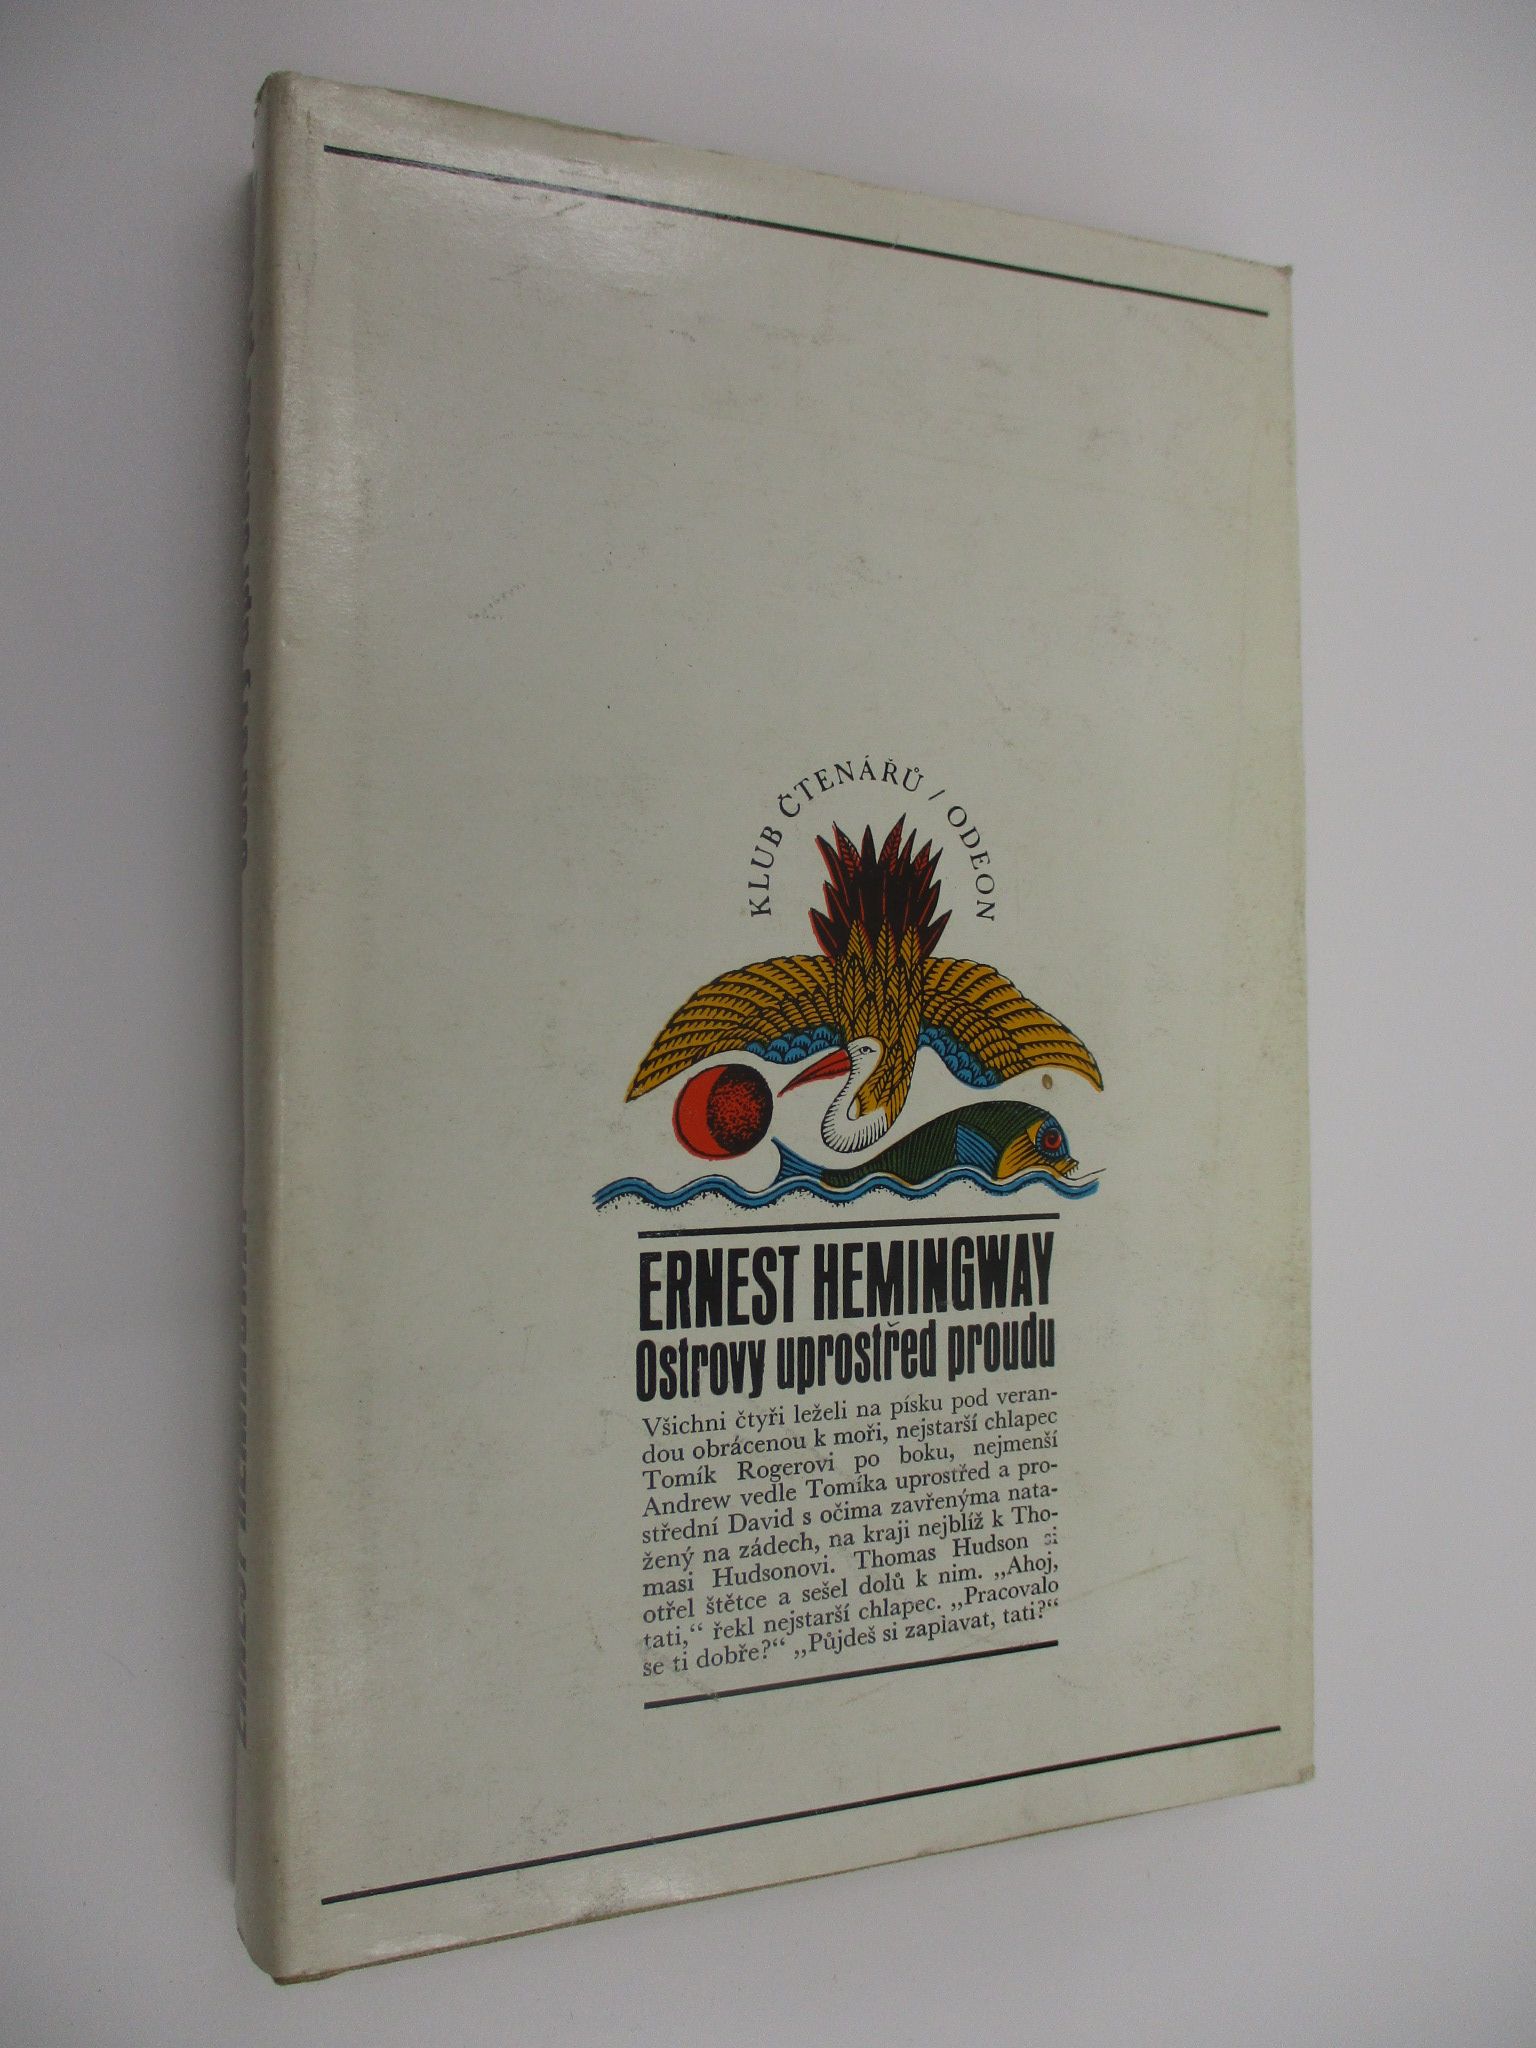 KLUB ČTENÁŘŮ / ODEON
ERNEST HEMINGWAY
Ostrovy uprostřed proudu
Všichni čtyři leželi na písku pod veran-
dou obrácenou k moři, nejstarší chlapec
Tomík Rogerovi po boku, nejmenší
Andrew vedle Tomíka uprostřed a pro-
střední David s očima zavřenýma nata-
žený na zádech, na kraji nejblíž k Tho-
masi Hudsonovi. Thomas Hudson si
otřel štětce a sešel dolů k nim. „Ahoj,
tati,“ řekl nejstarší chlapec. „Pracovalo
se ti dobře?“ „Půjdeš si zaplavat, tati?“